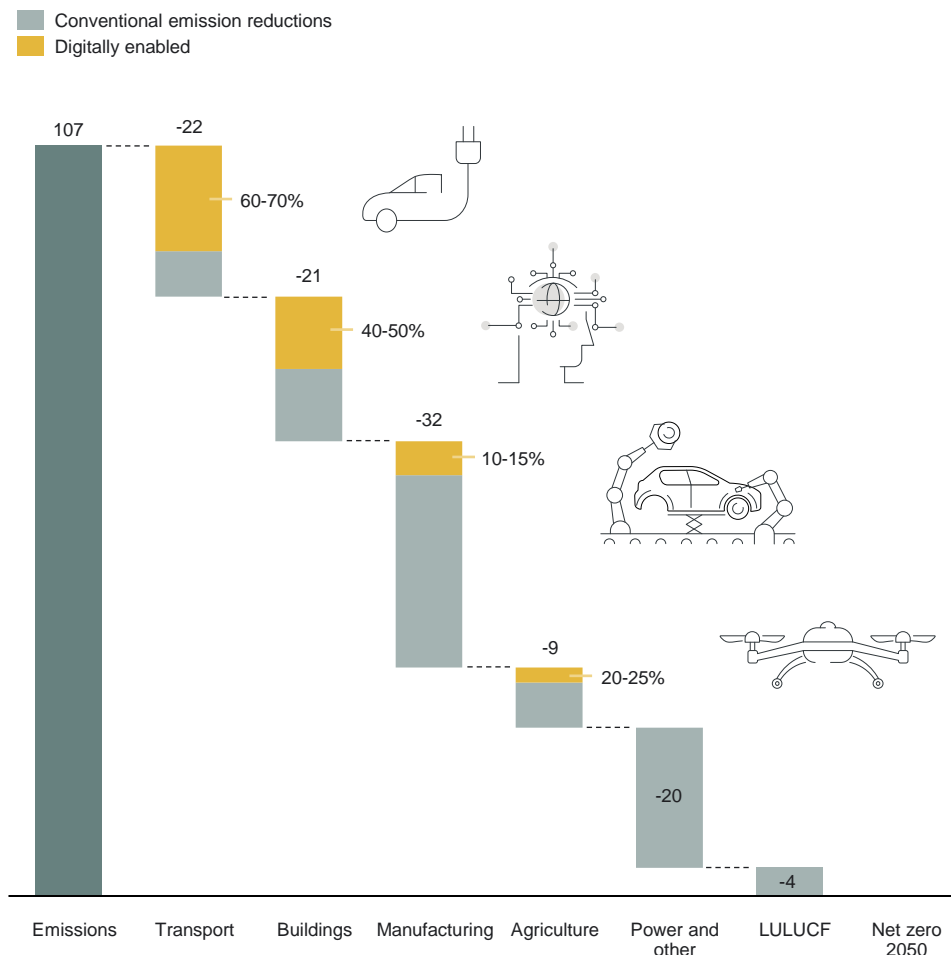 Conventional emission reductions
Digitally enabled
107
-22
60-70%
-21
40-50%
-32
10-15%
-9
20-25%
-20
-4
Emissions
Transport
Buildings
Manufacturing
Agriculture
Power and
other
LULUCF
Net zero
2050